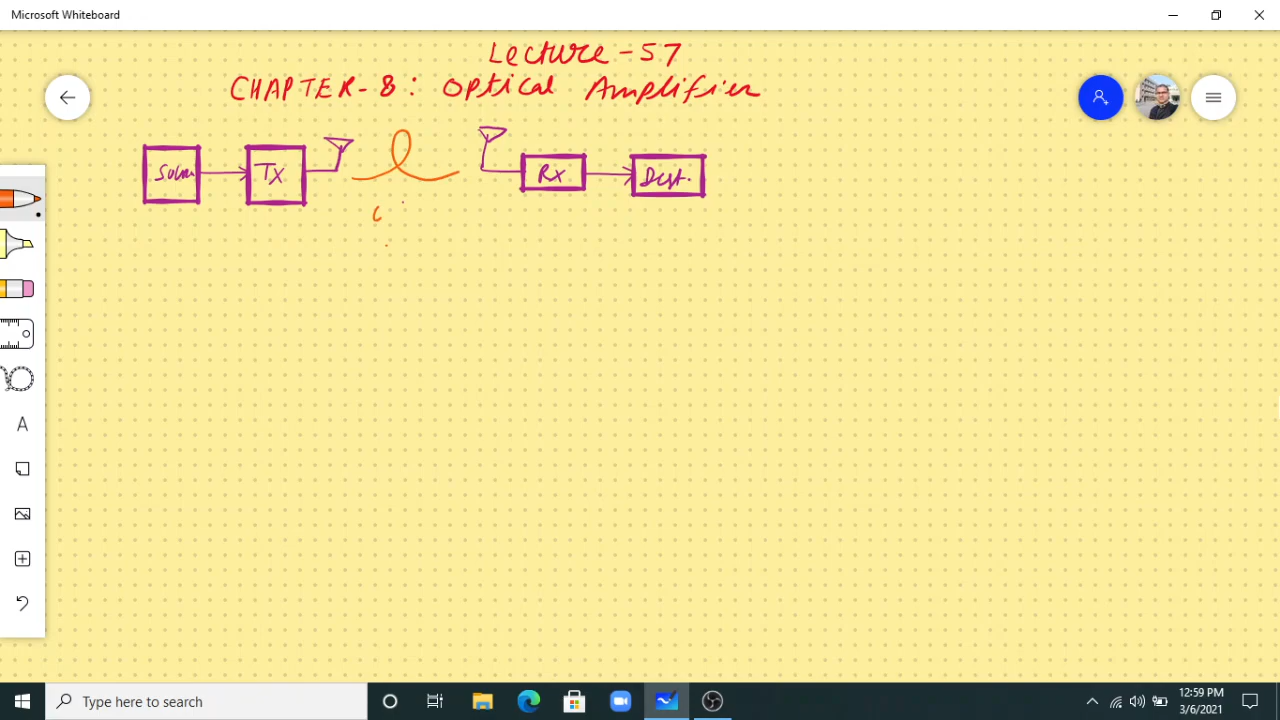 Microsoft Whiteboard
Lecture - 57
CHAPTER - 8 : Optical Amplifier
TX
Rx
Dest.
A
Type here to search
12:59 PM
3/6/2021